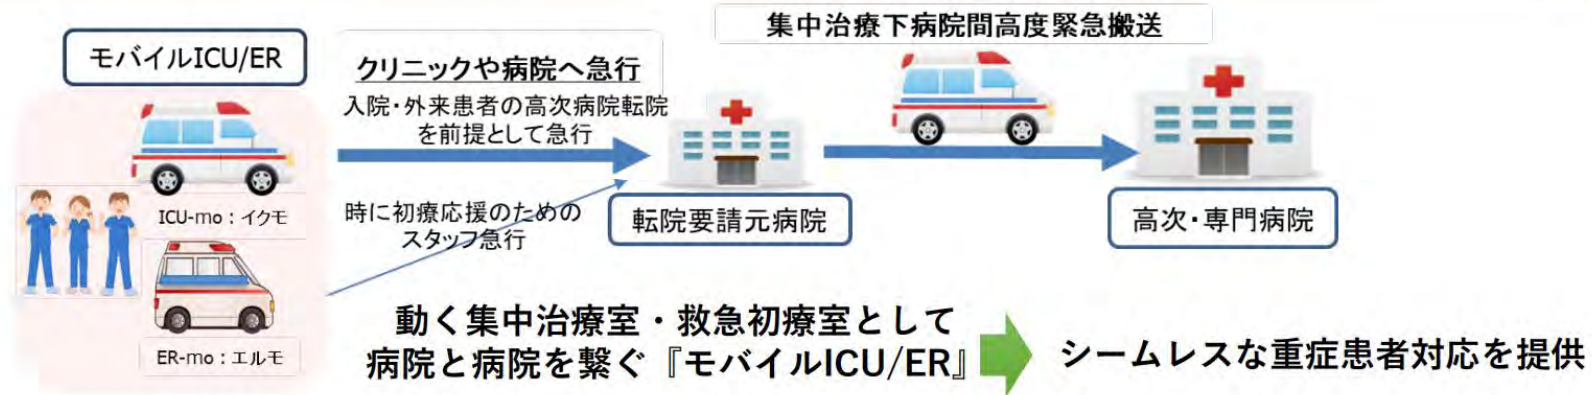 モバイルICU/ER
ICU-mo：イクモ
ER-mo：エルモ
クリニックや病院へ急行
入院・外来患者の高次病院転院
を前提として急行
時に初療応援のための
スタッフ急行
転院要請元病院
集中治療下病院間高度緊急搬送
高次・専門病院
動く集中治療室・救急初療室として
病院と病院を繋ぐ『モバイルICU/ER』
シームレスな重症患者対応を提供